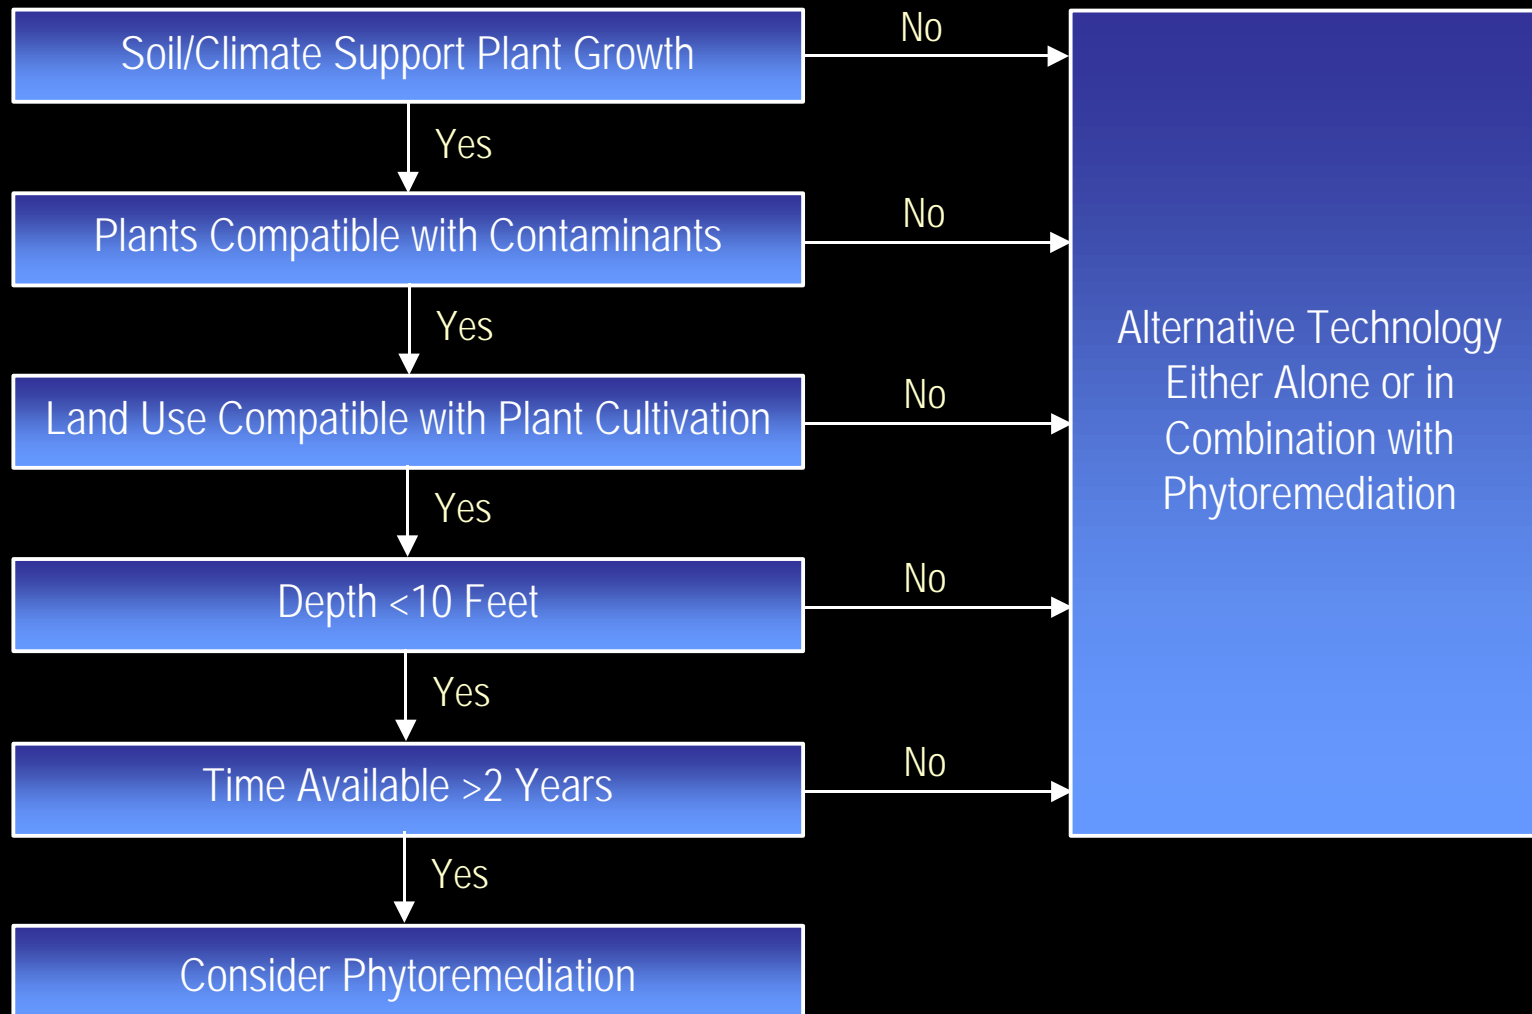 Soil/Climate Support Plant Growth
No
Yes
Plants Compatible with Contaminants
No
Yes
Land Use Compatible with Plant Cultivation
No
Yes
Depth <10 Feet
No
Yes
Time Available >2 Years
No
Yes
Consider Phytoremediation
Alternative Technology
Either Alone or in
Combination with
Phytoremediation